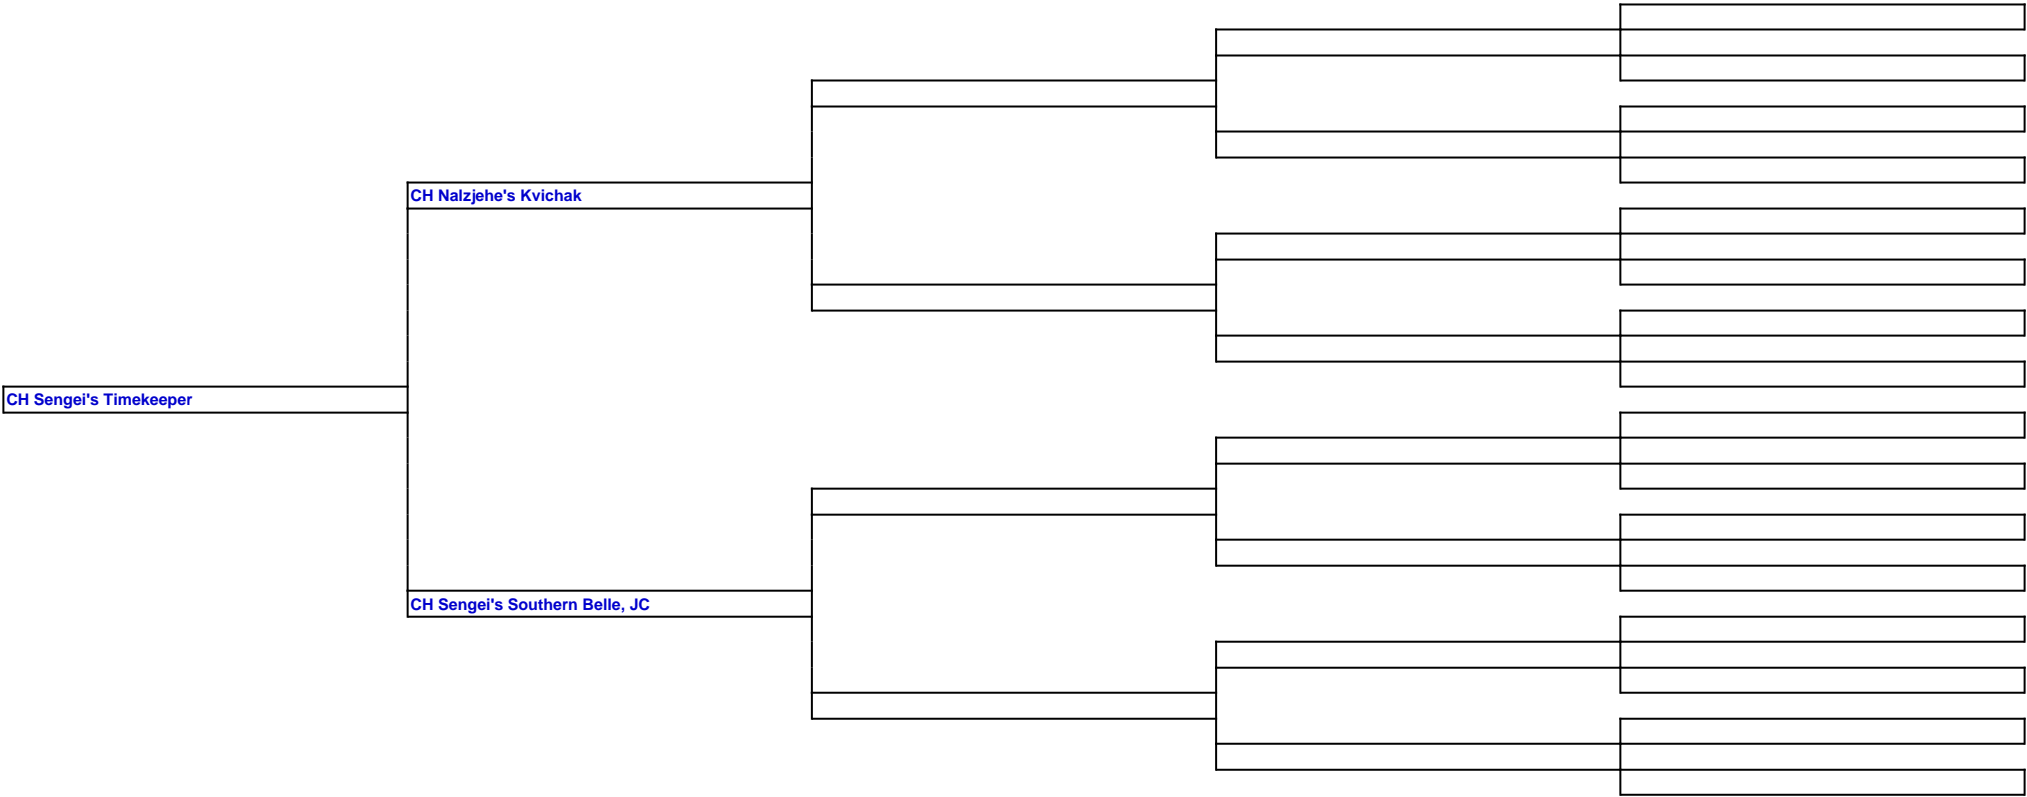 CH Nalzjehe's Kvichak
CH Sengei's Timekeeper
CH Sengei's Southern Belle, JC